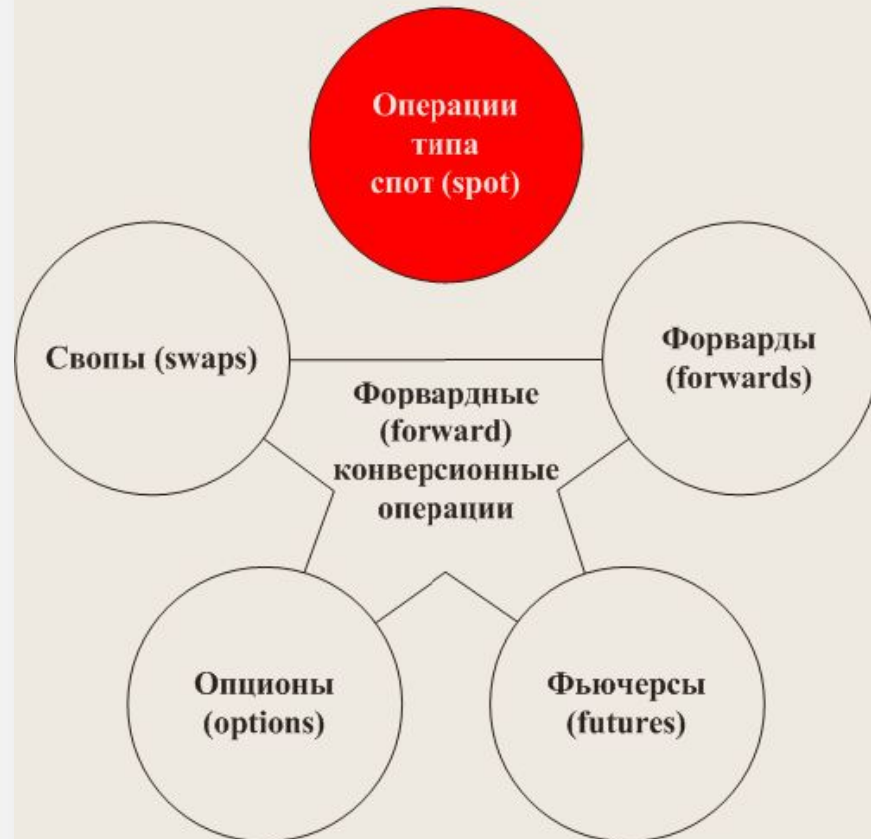 Операции
типа
спот (spot)
Свопы (swaps)
Форварды
(forwards)
Форвардные
(forward)
конверсионные
операции
Опционы
(options)
Фьючерсы
(futures)